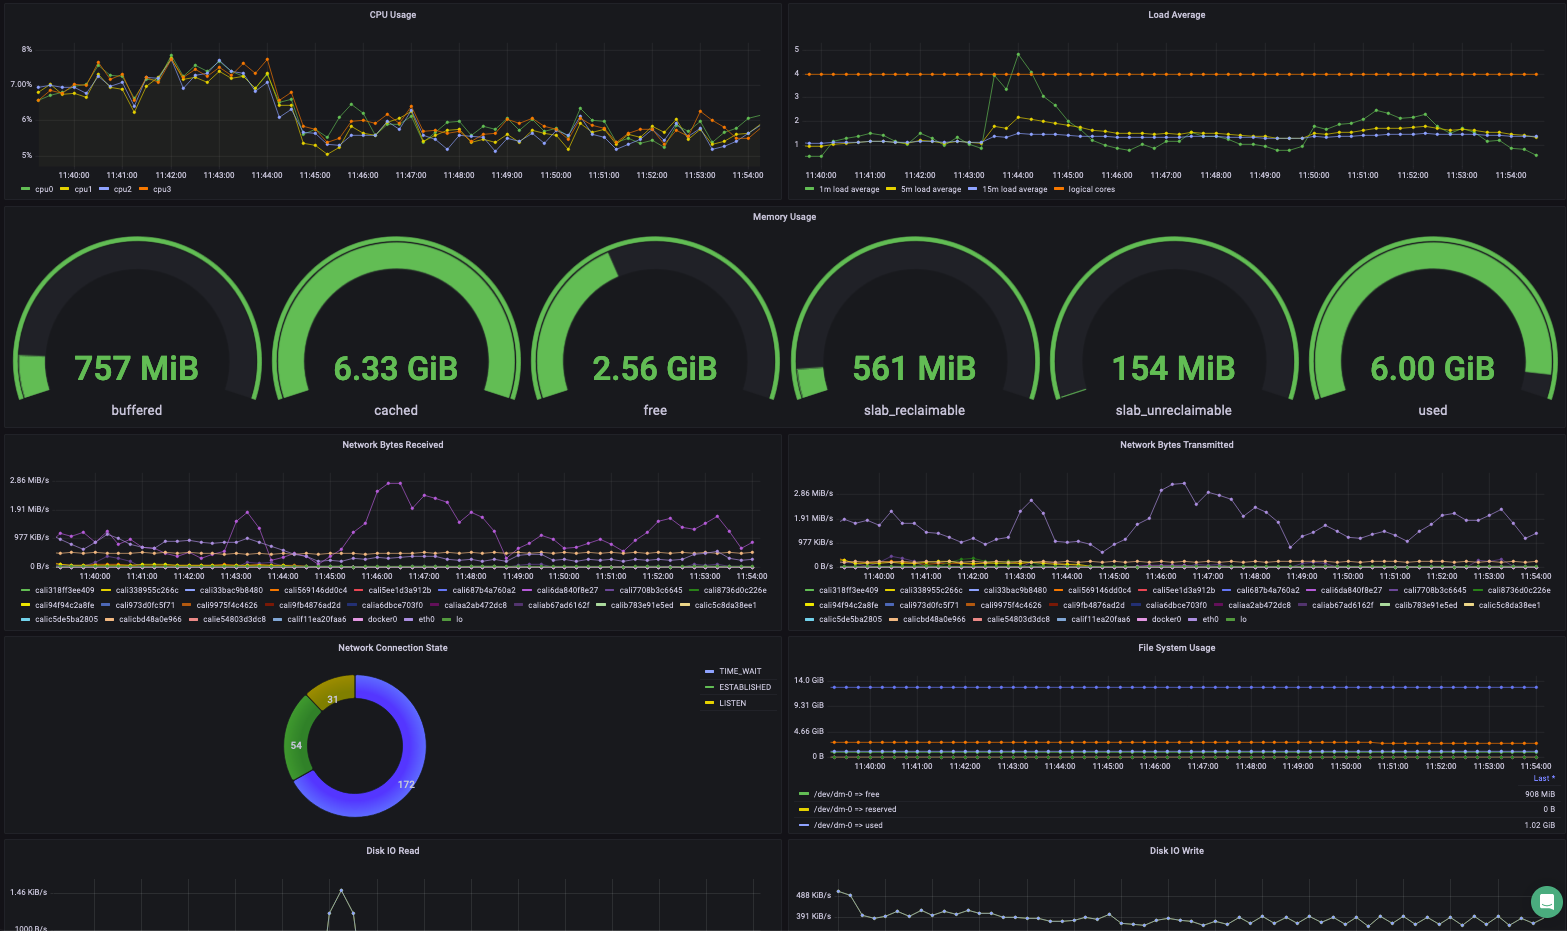 CPU Usage
8%
7.00%
6%
5%
11:40:00 11:41:00 11:42:00 11:43:00 11:44:00 11:45:00 11:46:00 11:47:00 11:48:00 11:49:00 11:50:00 11:51:00 11:52:00 11:53:00 11:54:00
cpu0 cpu1 cpu2 cpu3
Load Average
5
4
3
2
1
11:40:00 11:41:00 11:42:00 11:43:00 11:44:00 11:45:00 11:46:00 11:47:00 11:48:00 11:49:00 11:50:00 11:51:00 11:52:00 11:53:00 11:54:00
1m load average 5m load average 15m load average logical cores
Memory Usage
757 MiB 6.33 GiB 2.56 GiB 561 MiB 154 MiB 6.00 GiB
buffered cached free slab_reclaimable slab_unreclaimable used
Network Bytes Received
2.86 MiB/s
1.91 MiB/s
977 KiB/s
0 B/s
11:40:00 11:41:00 11:42:00 11:43:00 11:44:00 11:45:00 11:46:00 11:47:00 11:48:00 11:49:00 11:50:00 11:51:00 11:52:00 11:53:00 11:54:00
cali318ff3ee409 cali338955c266c cali33bac9b8480 cali569146dd0c4 cali5ee1d3a912b cali687b4a760a2 cali6da840f8e27 cali7708b3c6645 cali8736d0c226e
cali94f94c2a8fe cali973d0fc5f71 cali9975f4c4626 cali9fb4876ad2d calia6dbce703f0 caliaa2ab472dc8 caliab67ad6162f calib783e91e5ed calic5c8da38ee1
calic5de5ba2805 calicbd48a0e966 calie54803d3dc8 calif11ea20faa6 docker0 eth0 lo
Network Bytes Transmitted
2.86 MiB/s
1.91 MiB/s
977 KiB/s
0 B/s
11:40:00 11:41:00 11:42:00 11:43:00 11:44:00 11:45:00 11:46:00 11:47:00 11:48:00 11:49:00 11:50:00 11:51:00 11:52:00 11:53:00 11:54:00
cali318ff3ee409 cali338955c266c cali33bac9b8480 cali569146dd0c4 cali5ee1d3a912b cali687b4a760a2 cali6da840f8e27 cali7708b3c6645 cali8736d0c226e
cali94f94c2a8fe cali973d0fc5f71 cali9975f4c4626 cali9fb4876ad2d calia6dbce703f0 caliaa2ab472dc8 caliab67ad6162f calib783e91e5ed calic5c8da38ee1
calic5de5ba2805 calicbd48a0e966 calie54803d3dc8 calif11ea20faa6 docker0 eth0 lo
Network Connection State
31
54
172
TIME_WAIT
ESTABLISHED
LISTEN
File System Usage
14.0 GiB
9.31 GiB
4.66 GiB
0 B
11:40:00 11:41:00 11:42:00 11:43:00 11:44:00 11:45:00 11:46:00 11:47:00 11:48:00 11:49:00 11:50:00 11:51:00 11:52:00 11:53:00 11:54:00
Last *
/dev/dm-0 => free 908 MiB
/dev/dm-0 => reserved 0 B
/dev/dm-0 => used 1.02 GiB
Disk IO Read
1.46 KiB/s
1000 B/s
Disk IO Write
488 KiB/s
391 KiB/s